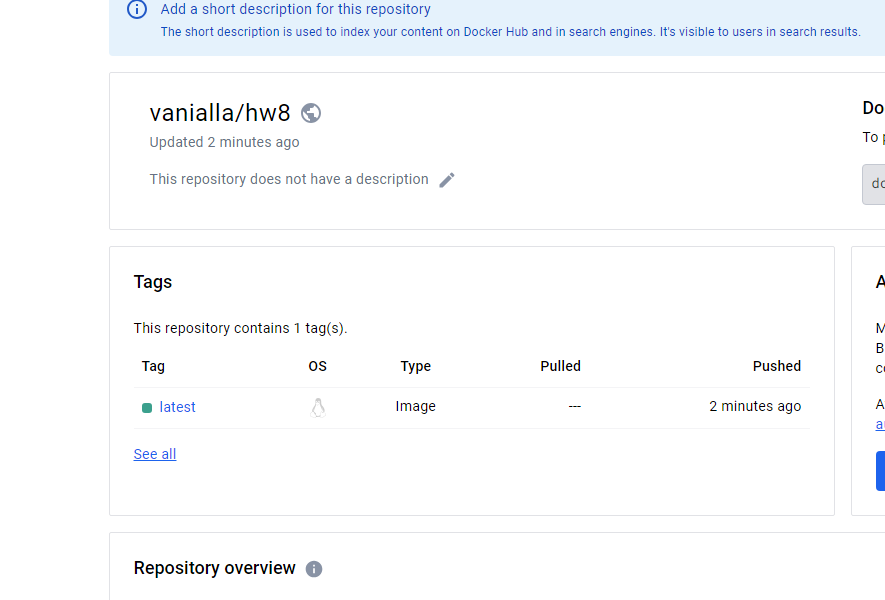 Add a short description for this repository
The short description is used to index your content on Docker Hub and in search engines. It's visible to users in search results.
vanialla/hw8
Do
Updated 2 minutes ago
To
This repository does not have a description
do
Tags
A
This repository contains 1 tag(s).
M
B
Tag OS Type Pulled Pushed
latest Image --- 2 minutes ago
A
See all
Repository overview